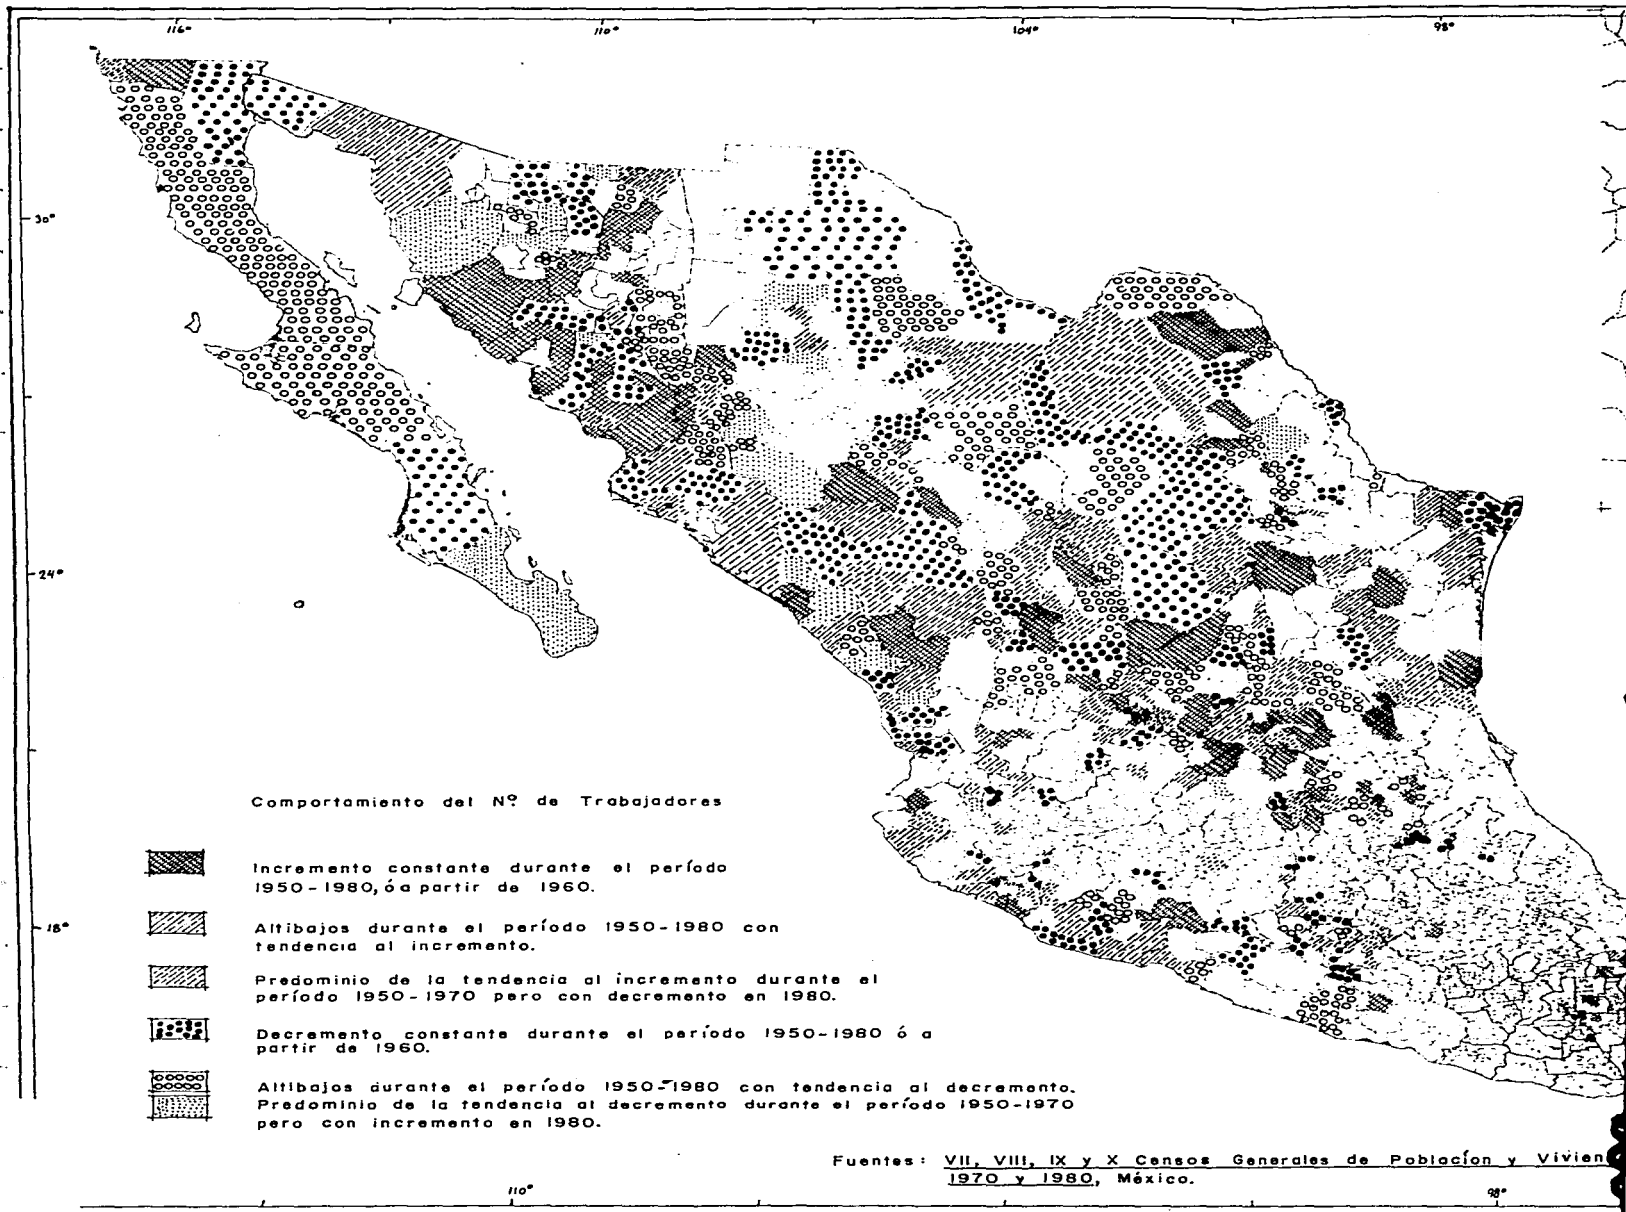 116° 110° 104° 98°
30°
24°
18°
Comportamiento del Nº de Trabajadores
Incremento constante durante el período
1950-1980, ó a partir de 1960.
Altibajos durante el período 1950-1980 con
tendencia al incremento.
Predominio de la tendencia al incremento durante el
período 1950-1970 pero con decremento en 1980.
Decremento constante durante el período 1950-1980 ó a
partir de 1960.
Altibajos durante el período 1950-1980 con tendencia al decremento.
Predominio de la tendencia al decremento durante el período 1950-1970
pero con incremento en 1980.
Fuentes: VII, VIII, IX y X Censos Generales de Población y Vivien
1970 y 1980, México.
110° 98°